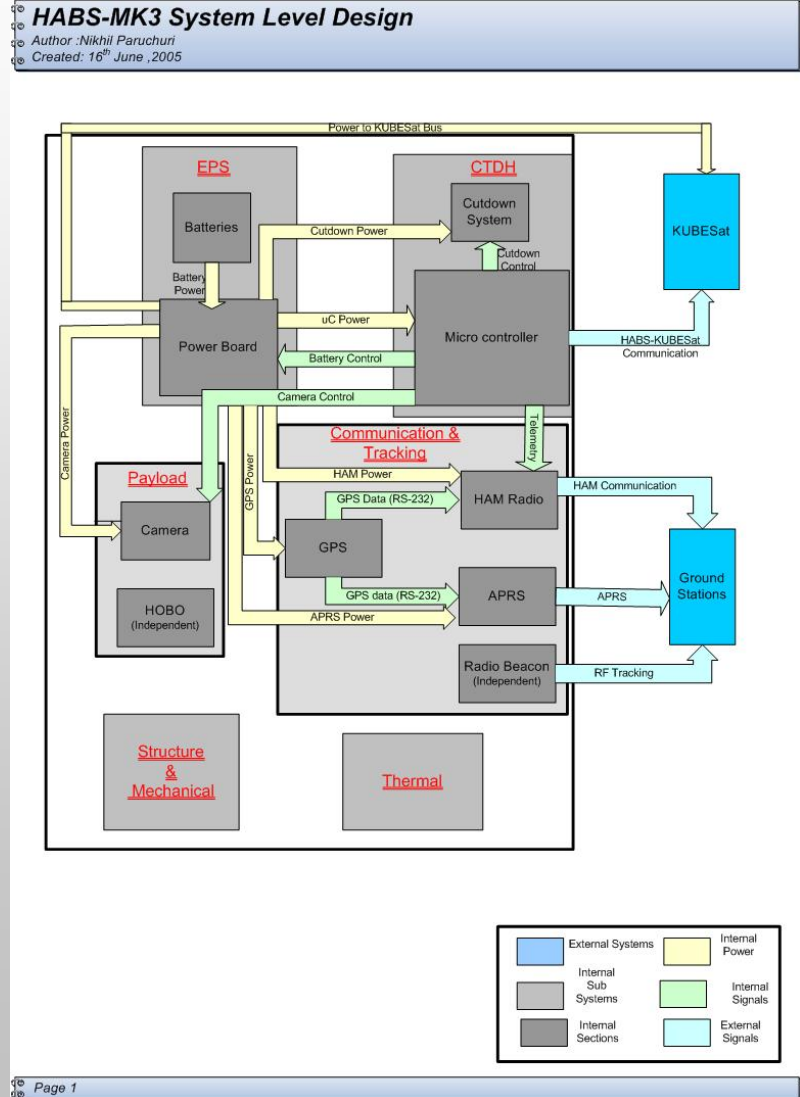 HABS-MK3 System Level Design
Author :Nikhil Paruchuri
Created: 16th June ,2005
Power to KUBESat Bus
EPS
CTDH
Batteries
Cutdown
System
KUBESat
Cutdown Power
Battery
Power
Cutdown
Control
uC Power
Micro controller
Power Board
HABS-KUBESat
Communication
Battery Control
Camera Control
Camera Power
GPS Power
Telemetry
Communication &
Tracking
Payload
HAM Power
HAM Communication
GPS Data (RS-232)
HAM Radio
Camera
GPS
Ground
Stations
GPS data (RS-232)
APRS
APRS
HOBO
(Independent)
APRS Power
Radio Beacon
(Independent)
RF Tracking
Structure
&
Mechanical
Thermal
External Systems
Internal
Power
Internal
Sub
Systems
Internal
Signals
Internal
Sections
External
Signals
Page 1